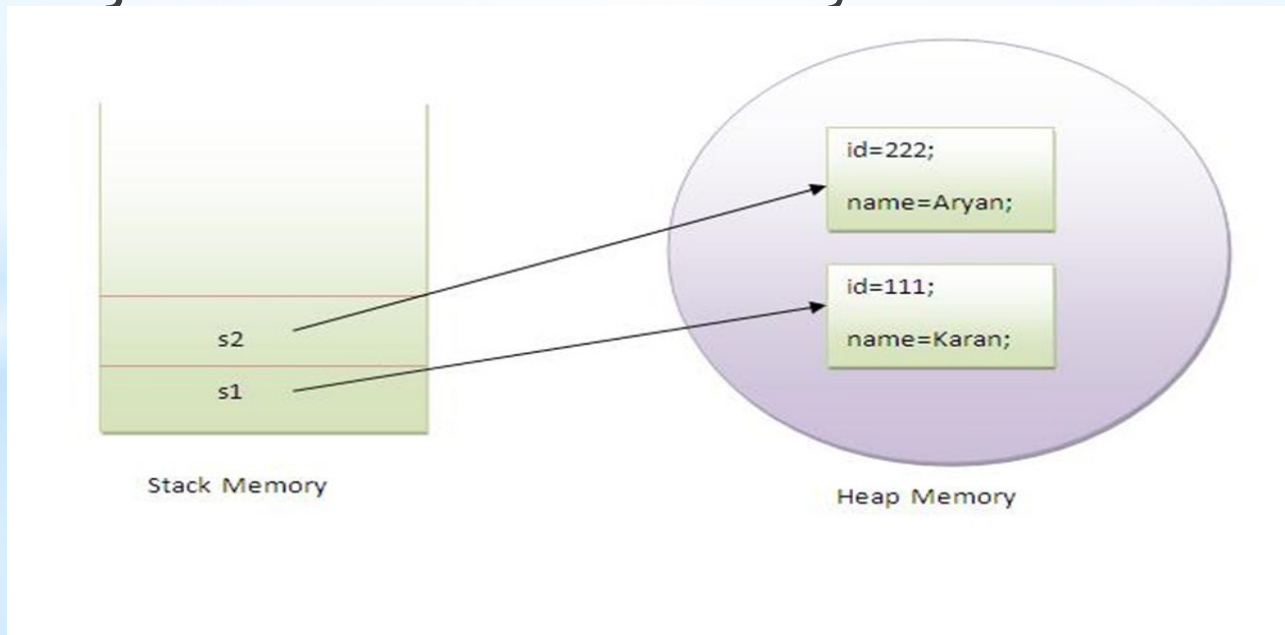 id=222;
name=Aryan;
id=111;
name=Karan;
s2
s1
Stack Memory
Heap Memory